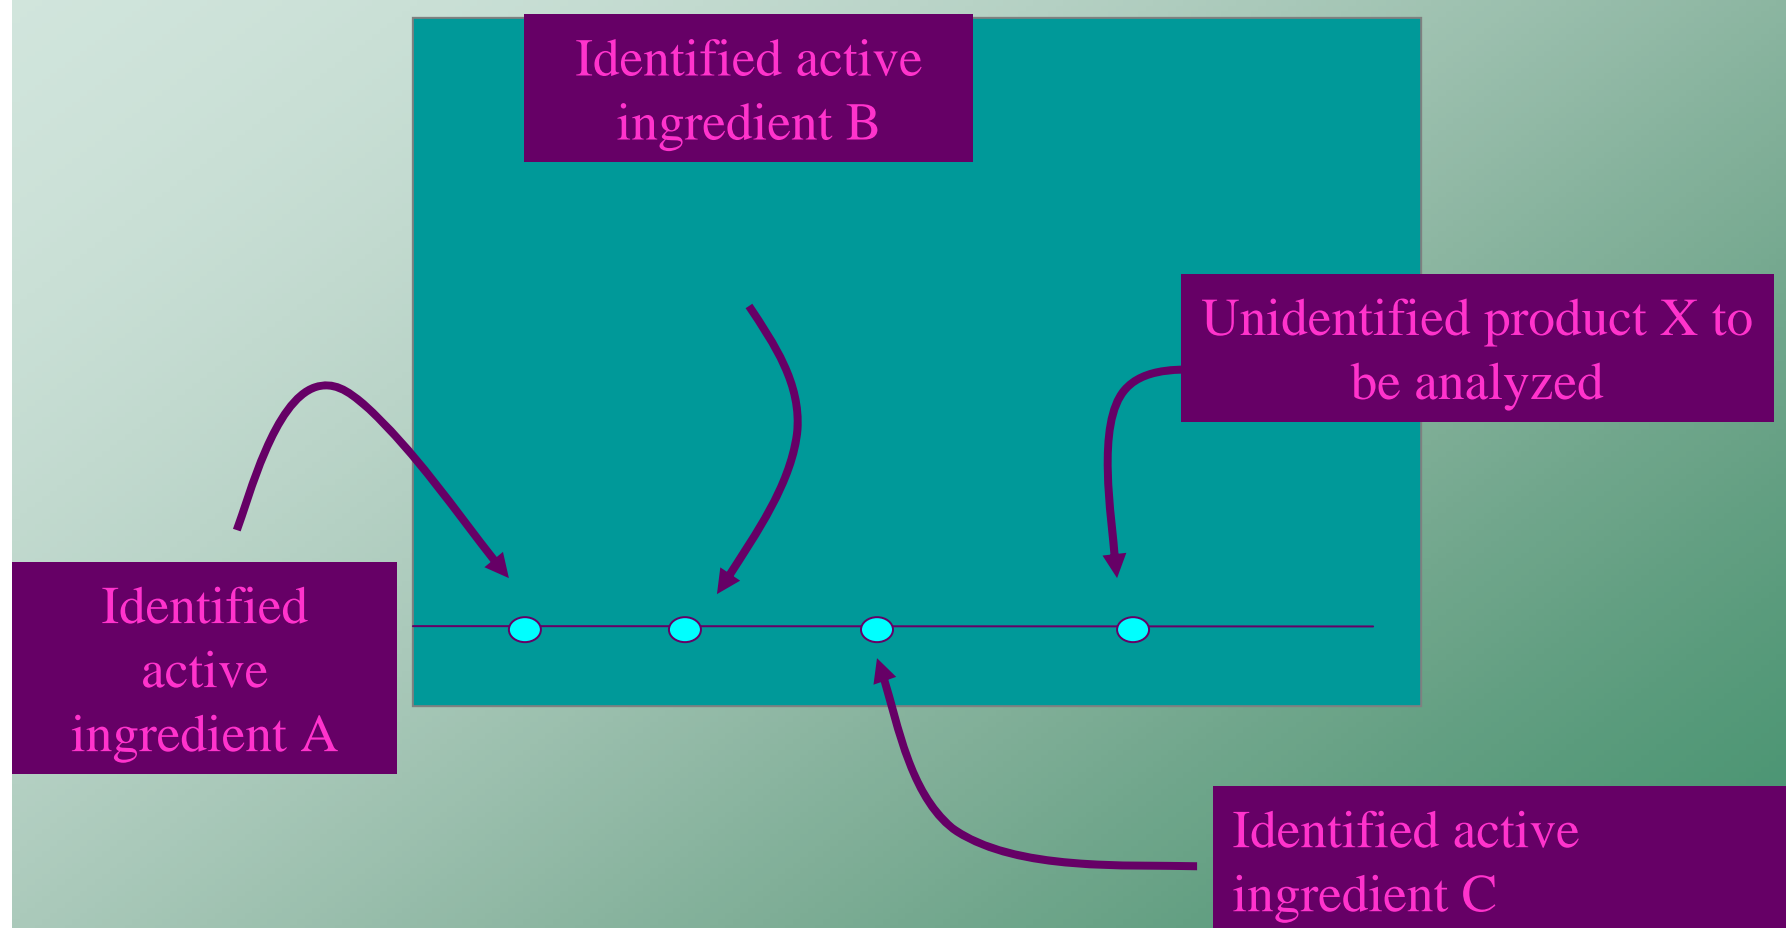 Identified active
ingredient B
Unidentified product X to
be analyzed
Identified
active
ingredient A
Identified active
ingredient C